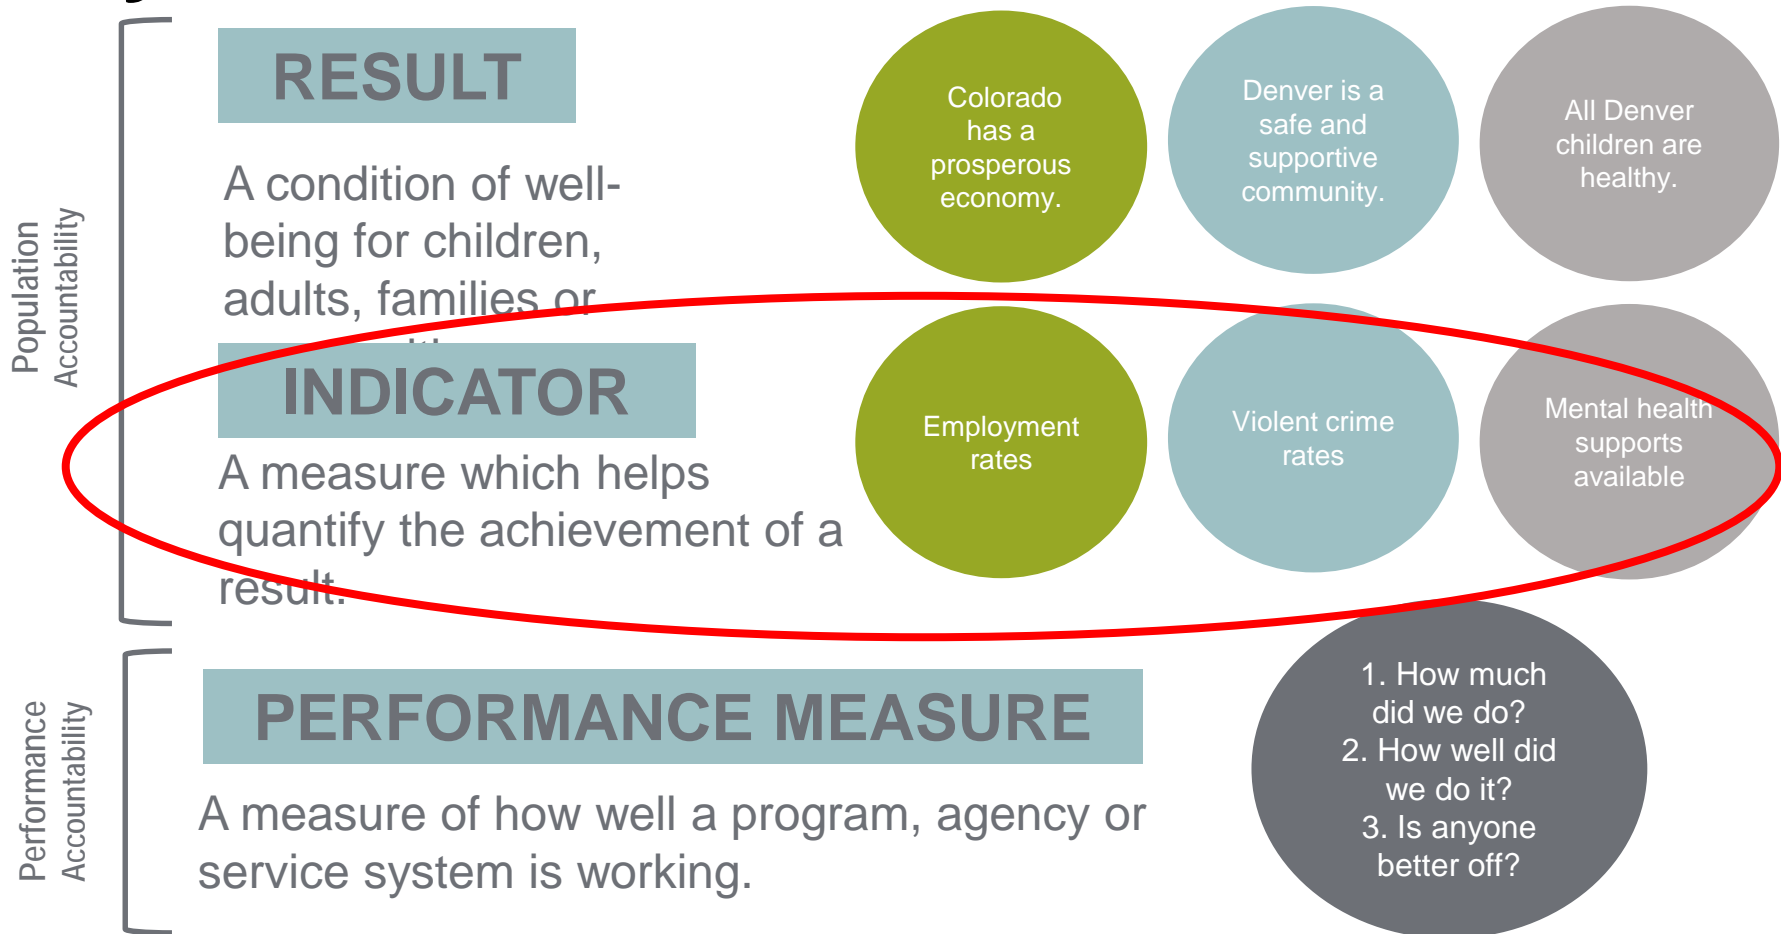 RESULT
A condition of well-
being for children,
adults, families or
Colorado
has a
prosperous
economy.
Denver is a
safe and
supportive
community.
All Denver
children are
healthy.
Population
Accountability
INDICATOR
A measure which helps
quantify the achievement of a
result.
Employment
rates
Violent crime
rates
Mental health
supports
available
Performance
Accountability
PERFORMANCE MEASURE
A measure of how well a program, agency or
service system is working.
1. How much
did we do?
2. How well did
we do it?
3. Is anyone
better off?